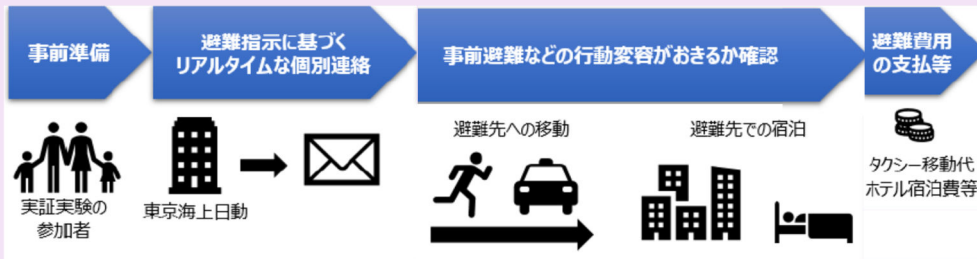 事前準備
避難指示に基づく
リアルタイムな個別連絡
事前避難などの行動変容がおきるか確認
避難費用
の支払等
実証実験の
参加者
東京海上日動
避難先への移動
避難先での宿泊
タクシー移動代
ホテル宿泊費等